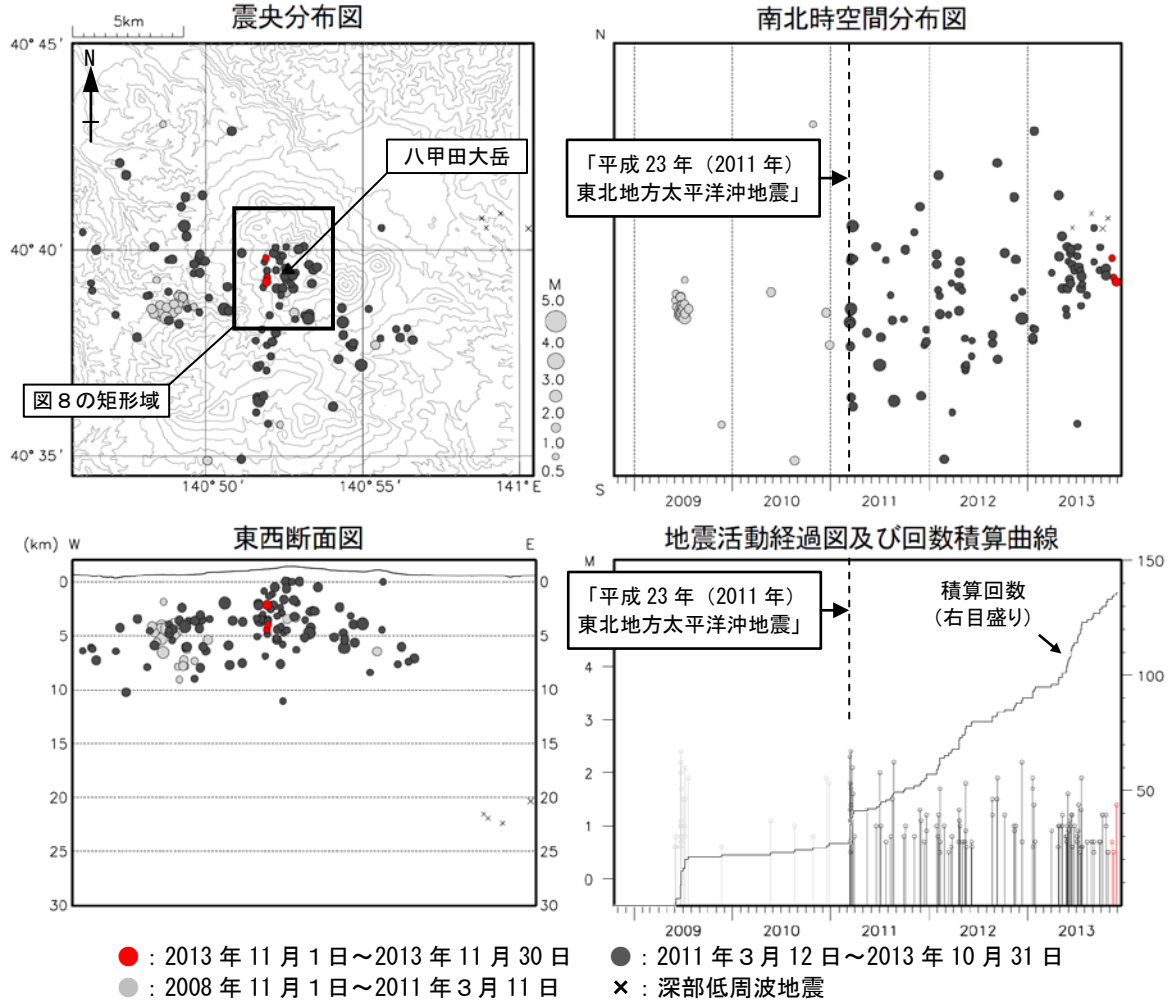 震央分布図
5km
40°45′
N
八甲田大岳
40°40′
図8の矩形域
40°35′
140°50′
140°55′
141°E
M
5.0
4.0
3.0
2.0
1.0
0.5
南北時空間分布図
N
「平成 23 年（2011 年）
東北地方太平洋沖地震」
S
2009
2010
2011
2012
2013
東西断面図
(km) W
E
0
0
5
5
10
10
15
15
20
20
25
25
30
30
地震活動経過図及び回数積算曲線
M
150
「平成 23 年（2011 年）
東北地方太平洋沖地震」
積算回数
（右目盛り）
4
100
3
2
50
1
0
2009
2010
2011
2012
2013
：2013 年 11 月 1 日～2013 年 11 月 30 日
：2011 年 3 月 12 日～2013 年 10 月 31 日
：2008 年 11 月 1 日～2011 年 3 月 11 日
×：深部低周波地震